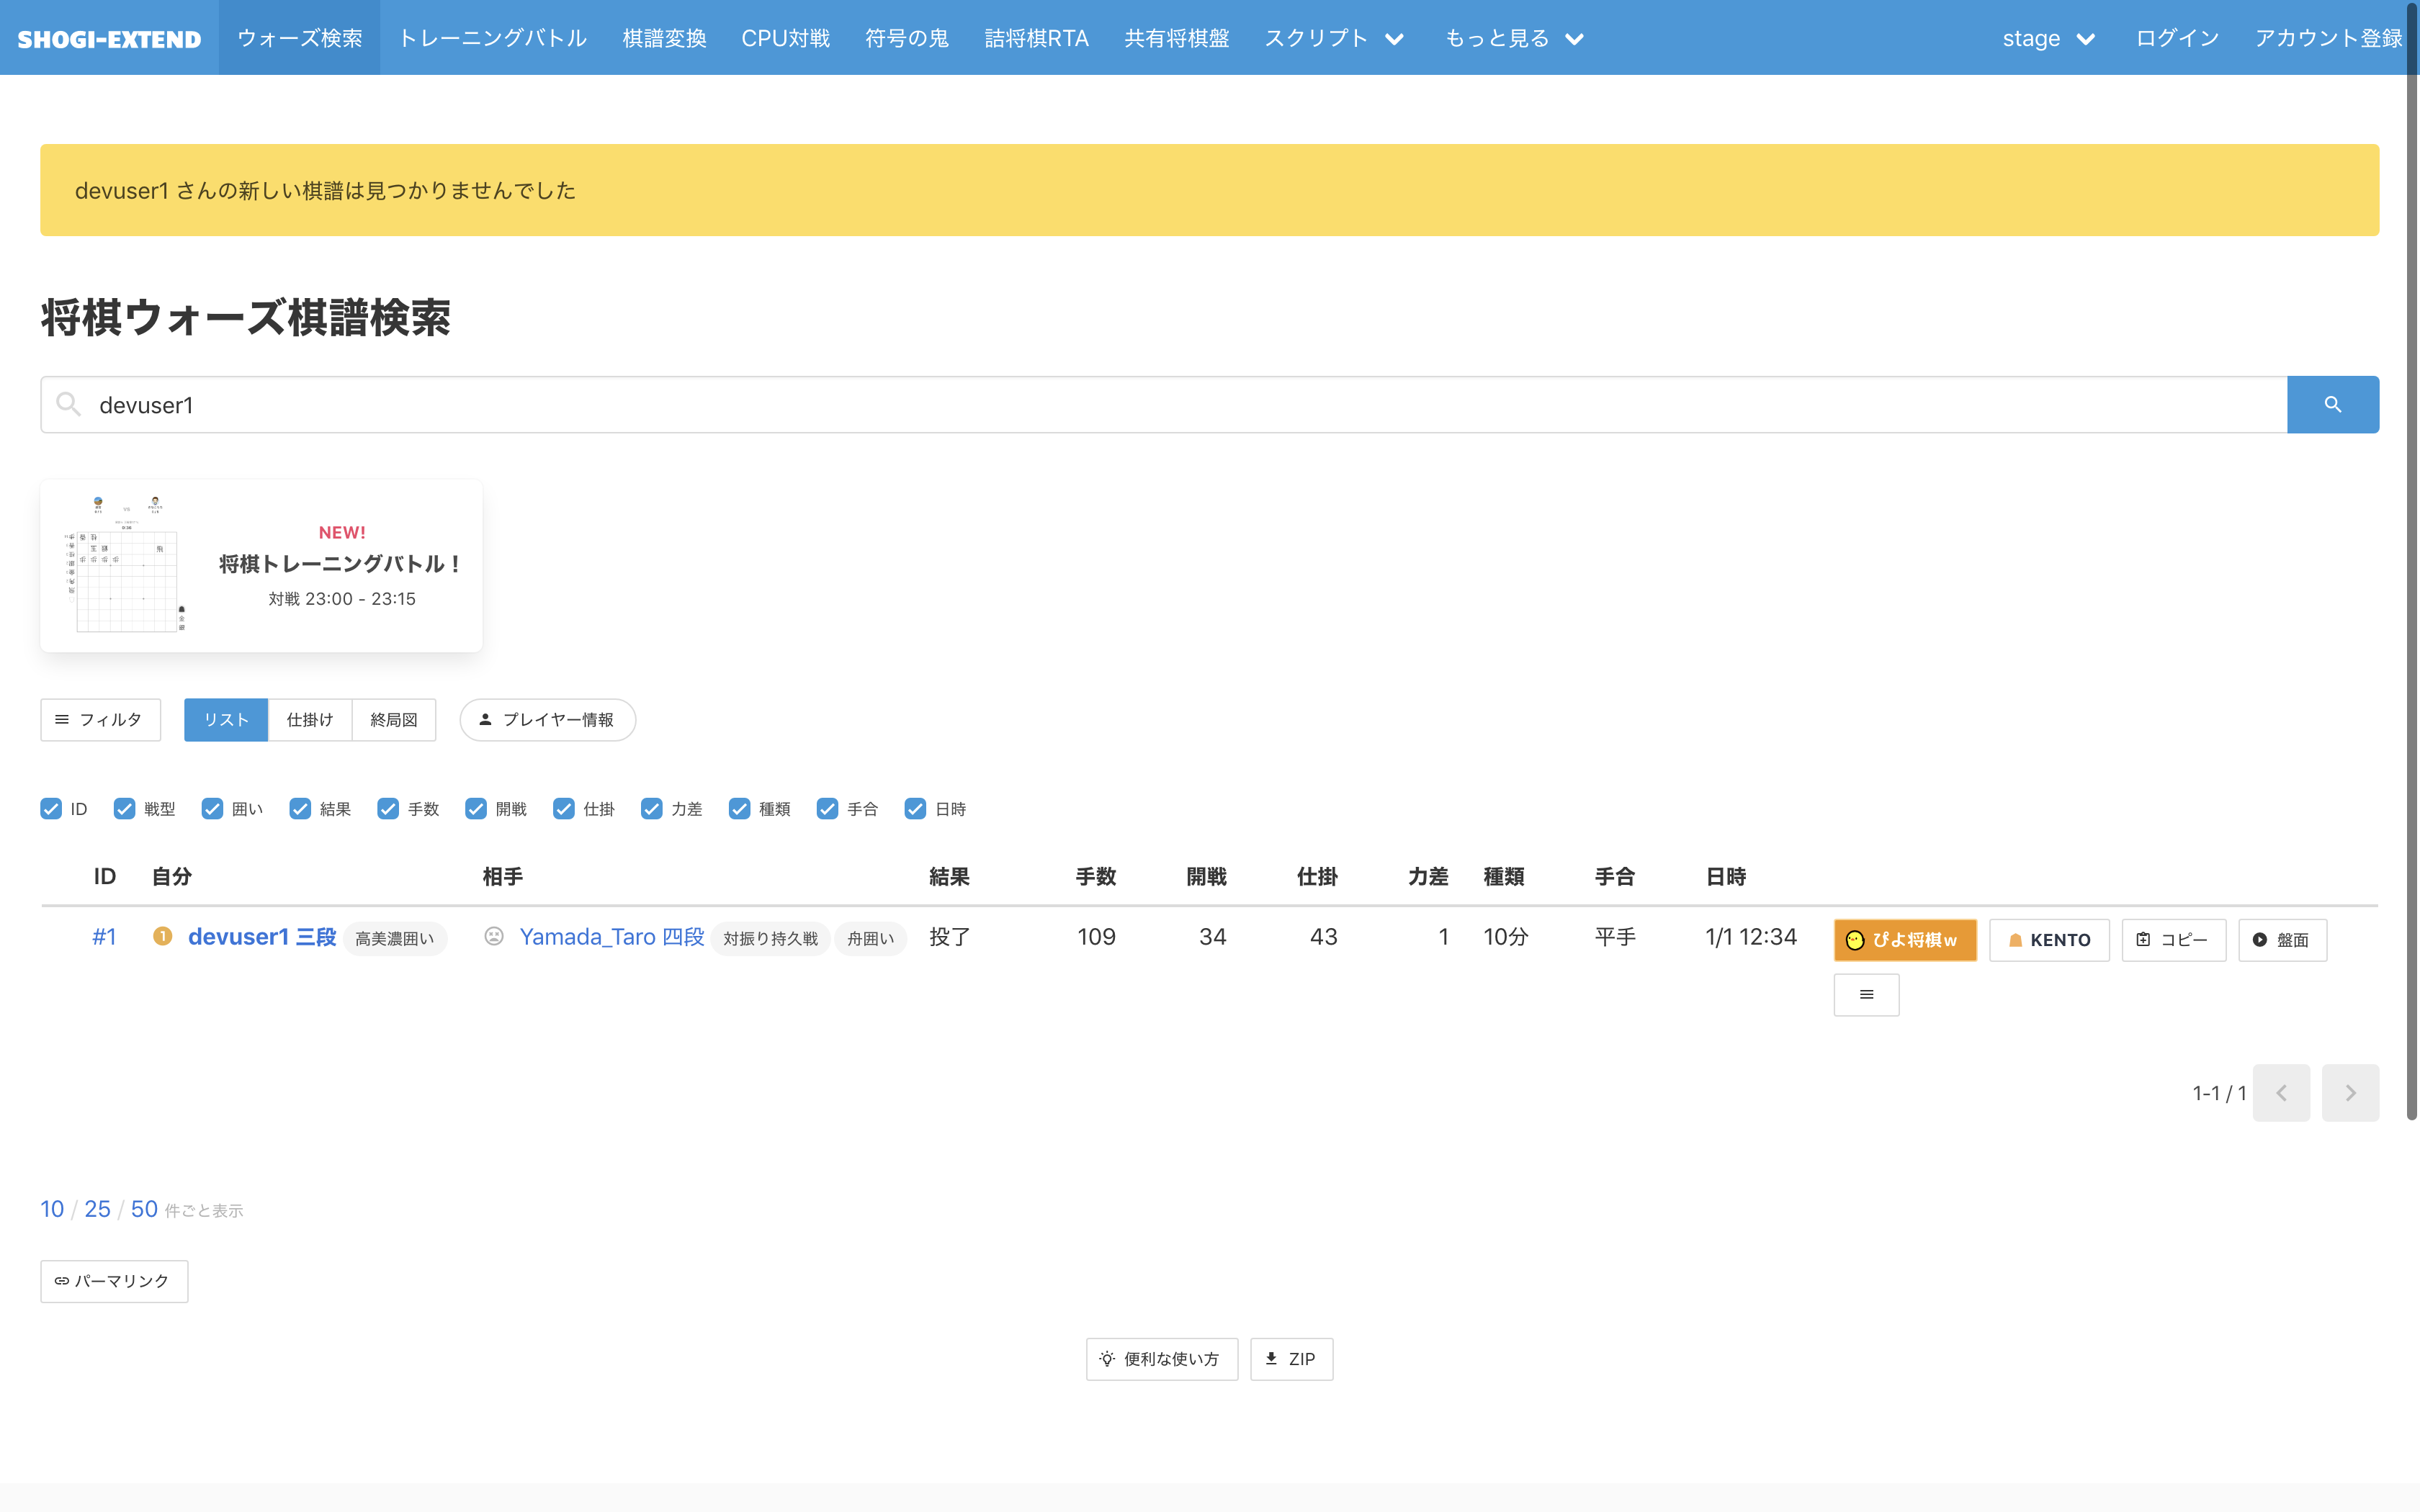 SHOGI-EXTEND ウォーズ検索 トレーニングバトル 棋譜変換 CPU対戦 符号の鬼 詰将棋RTA 共有将棋盤 スクリプト もっと見る stage ログイン アカウント登録
devuser1 さんの新しい棋譜は見つかりませんでした
将棋ウォーズ棋譜検索
devuser1
NEW!
将棋トレーニングバトル！
対戦 23:00 - 23:15
フィルタ リスト 仕掛け 終局図 プレイヤー情報
ID 戦型 囲い 結果 手数 開戦 仕掛 力差 種類 手合 日時
ID 自分 相手 結果 手数 開戦 仕掛 力差 種類 手合 日時
#1 1 devuser1 三段 高美濃囲い Yamada_Taro 四段 対振り持久戦 舟囲い 投了 109 34 43 1 10分 平手 1/1 12:34 ぴよ将棋w KENTO コピー 盤面
1-1 / 1
10 / 25 / 50 件ごと表示
パーマリンク
便利な使い方 ZIP